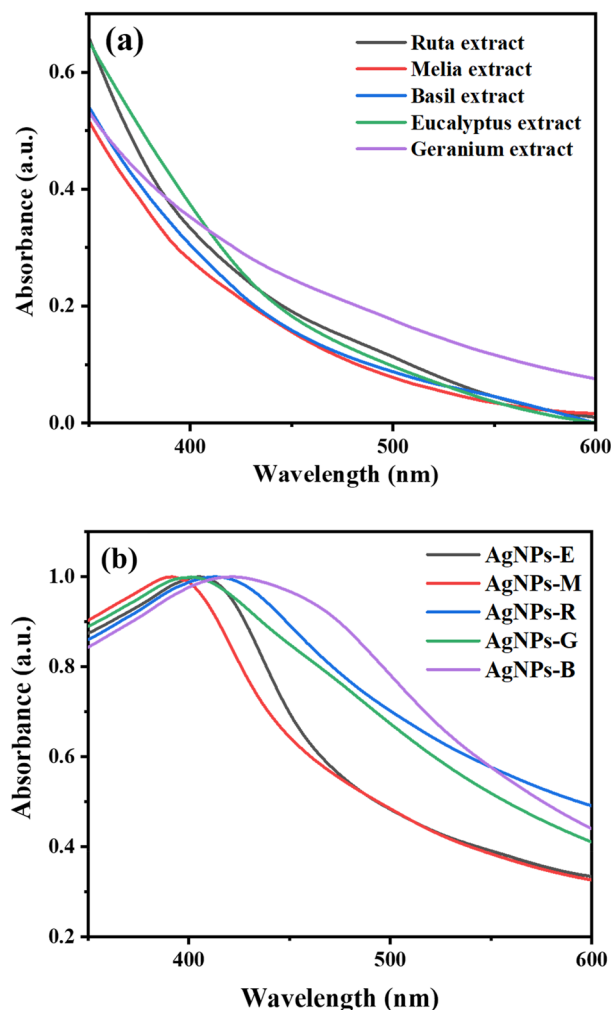 (a)
Ruta extract
Melia extract
Basil extract
Eucalyptus extract
Geranium extract
Absorbance (a.u.)
0.6
0.4
0.2
0.0
400
500
600
Wavelength (nm)
(b)
AgNPs-E
AgNPs-M
AgNPs-R
AgNPs-G
AgNPs-B
Absorbance (a.u.)
1.0
0.8
0.6
0.4
0.2
400
500
600
Wavelength (nm)